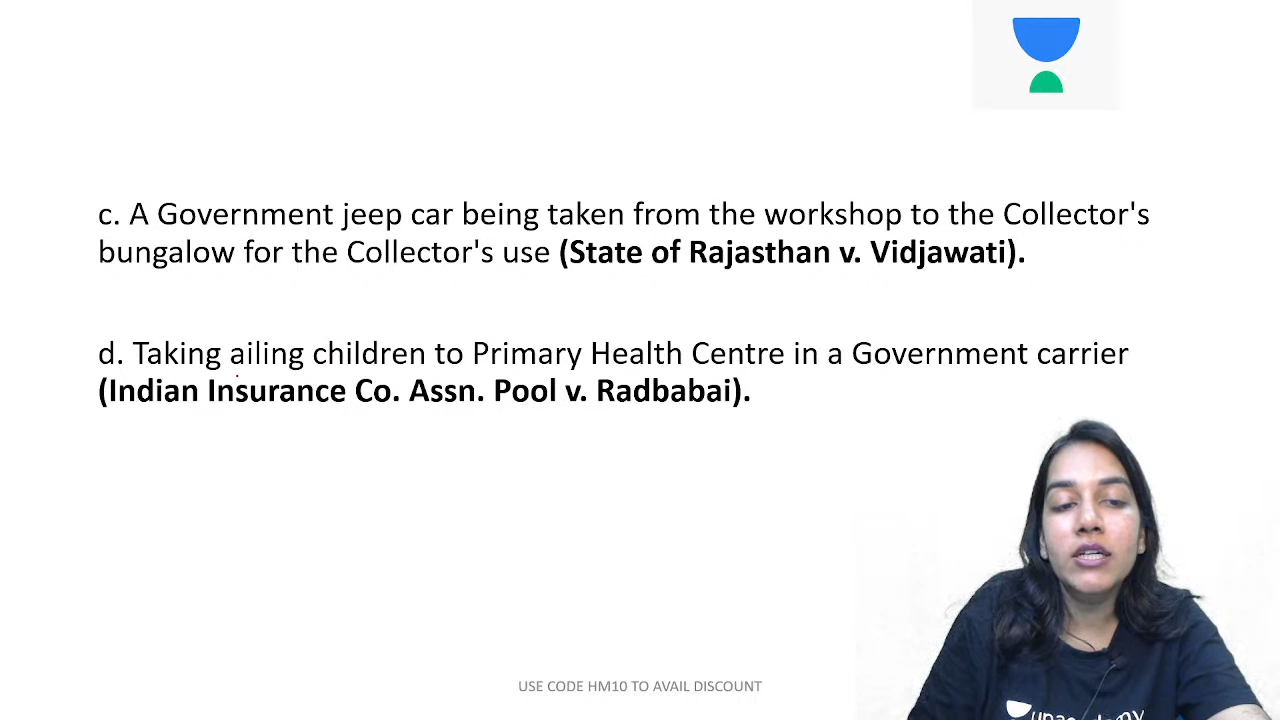 c. A Government jeep car being taken from the workshop to the Collector's
bungalow for the Collector's use (State of Rajasthan v. Vidjawati).
d. Taking ailing children to Primary Health Centre in a Government carrier
(Indian Insurance Co. Assn. Pool v. Radbabai).
USE CODE HM10 TO AVAIL DISCOUNT